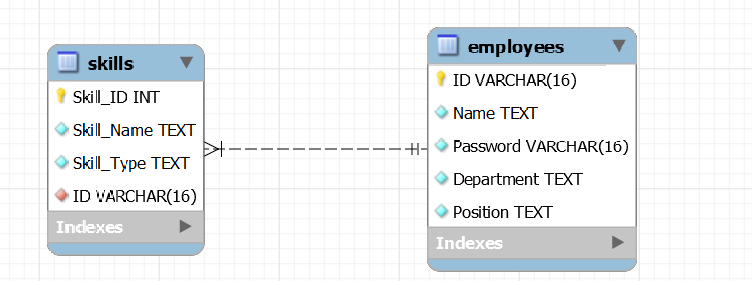 skills
Skill_ID INT
Skill_Name TEXT
Skill_Type TEXT
ID VARCHAR(16)
Indexes
employees
ID VARCHAR(16)
Name TEXT
Password VARCHAR(16)
Department TEXT
Position TEXT
Indexes